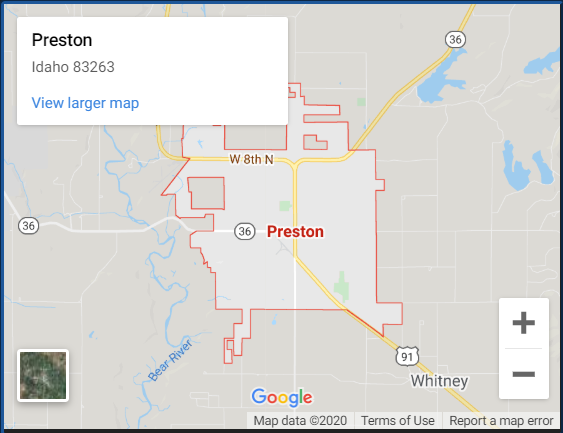 Preston
Idaho 83263
View larger map
36
W 8th N
36
36
Preston
Bear River
91
Whitney
Google
Map data ©2020
Terms of Use
Report a map error